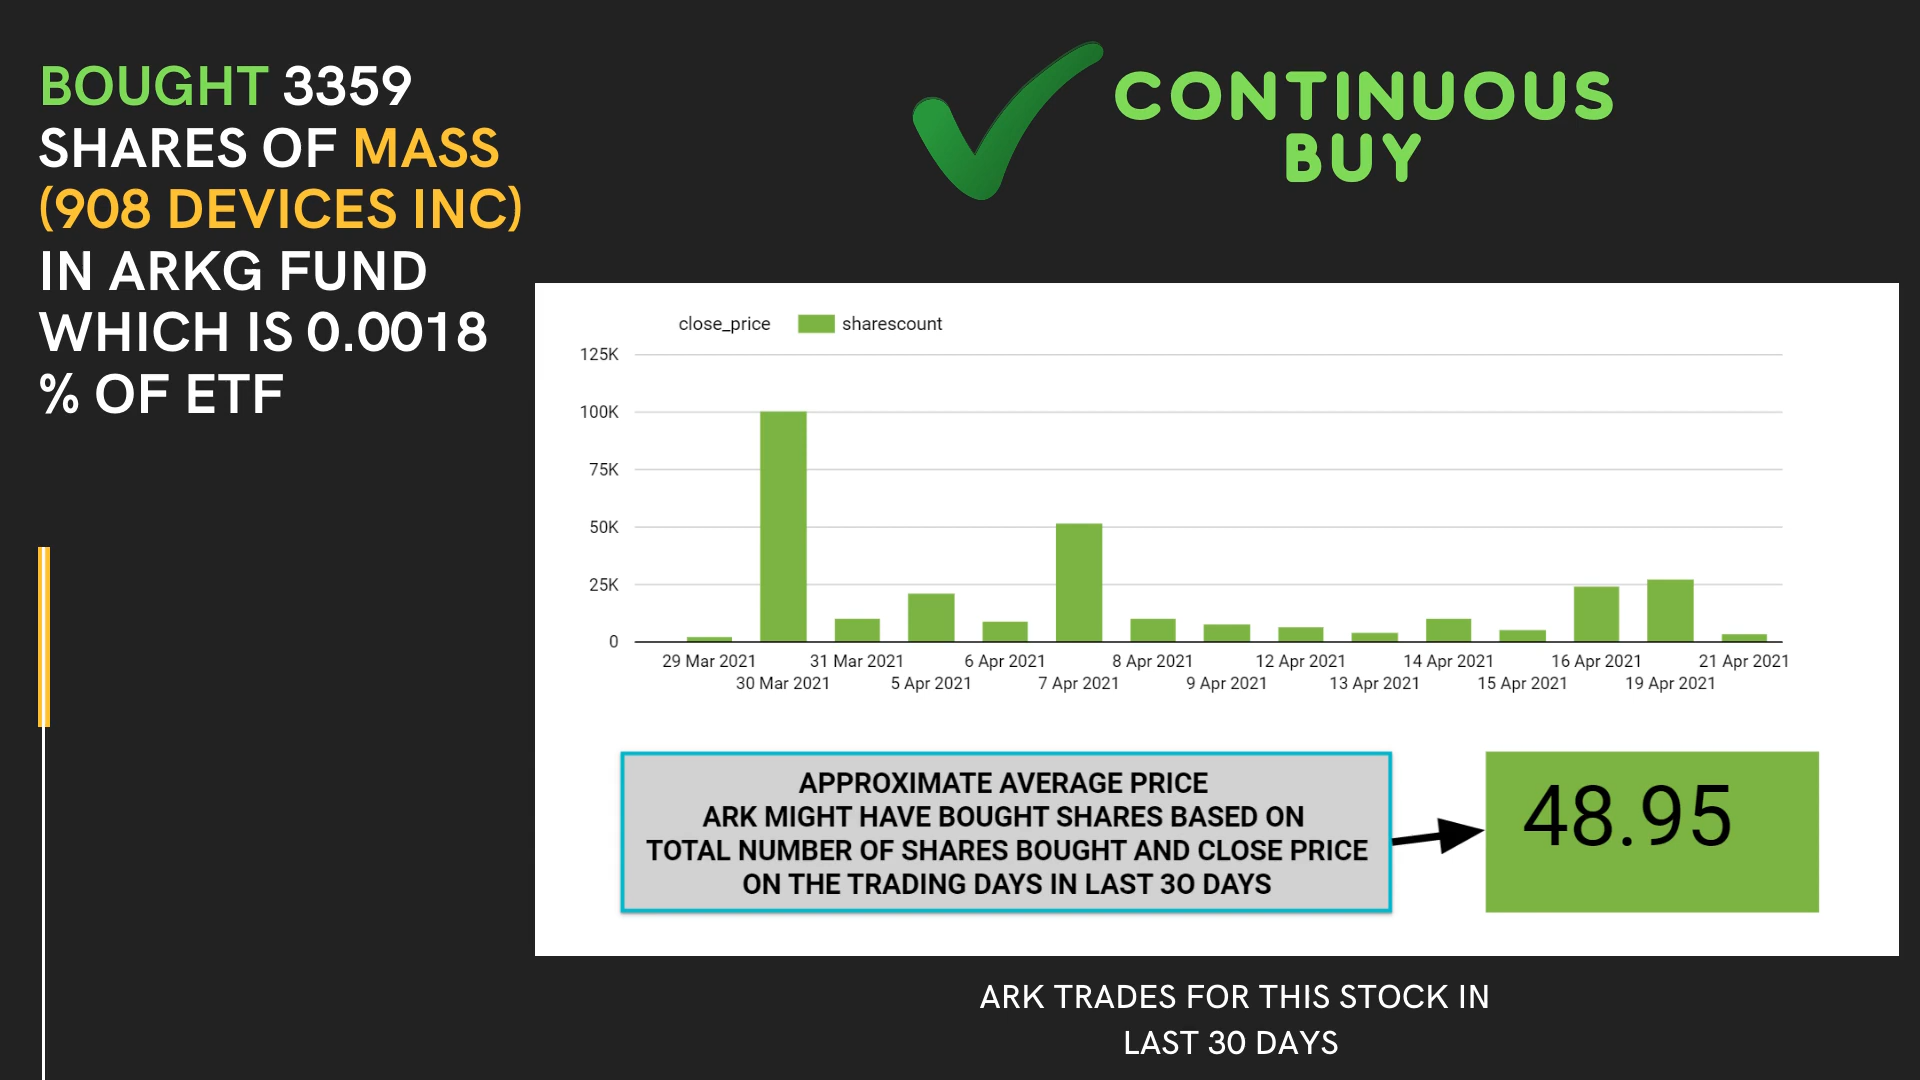 BOUGHT 3359
SHARES OF MASS
(908 DEVICES INC)
IN ARKG FUND
WHICH IS 0.0018
% OF ETF
CONTINUOUS
BUY
close_price sharescount
125K
100K
75K
50K
25K
0
29 Mar 2021 31 Mar 2021 6 Apr 2021 8 Apr 2021 12 Apr 2021 14 Apr 2021 16 Apr 2021 21 Apr 2021
30 Mar 2021 5 Apr 2021 7 Apr 2021 9 Apr 2021 13 Apr 2021 15 Apr 2021 19 Apr 2021
APPROXIMATE AVERAGE PRICE
ARK MIGHT HAVE BOUGHT SHARES BASED ON
TOTAL NUMBER OF SHARES BOUGHT AND CLOSE PRICE
ON THE TRADING DAYS IN LAST 30 DAYS
48.95
ARK TRADES FOR THIS STOCK IN
LAST 30 DAYS